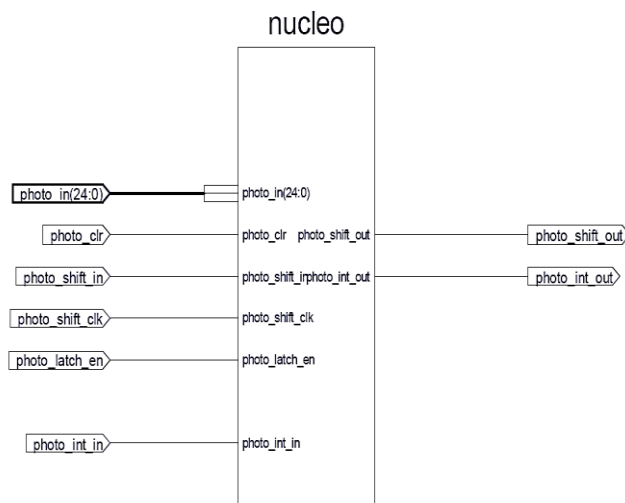 nucleo
photo_in(24:0) photo_in(24:0)
photo_clr photo_clr photo_shift_out photo_shift_out
photo_shift_in photo_shift_in photo_int_out photo_int_out
photo_shift_clk photo_shift_clk
photo_latch_en photo_latch_en
photo_int_in photo_int_in